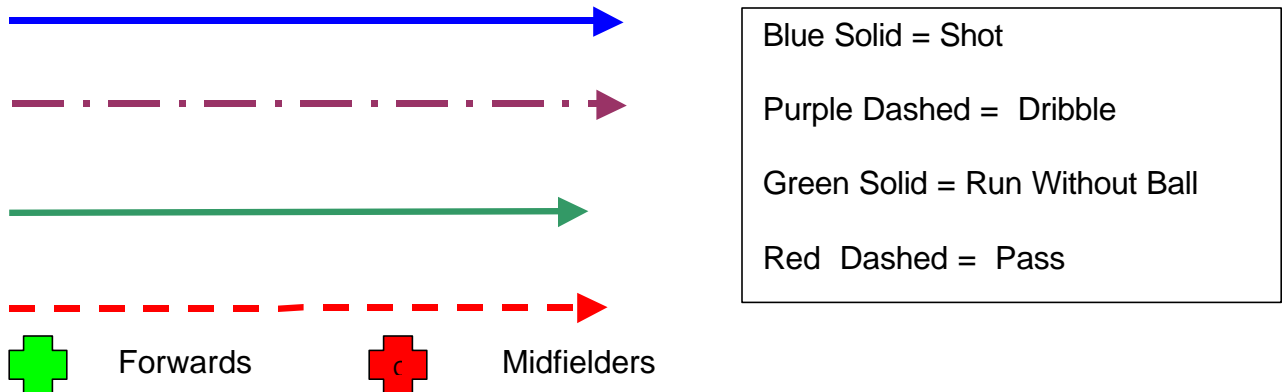 Blue Solid = Shot
Purple Dashed = Dribble
Green Solid = Run Without Ball
Red Dashed = Pass
Forwards
Midfielders